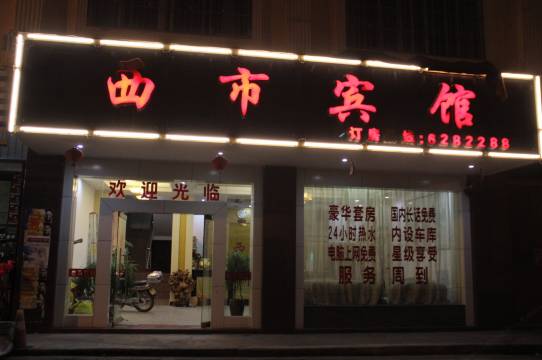 西市宾馆
订房 :6282288
欢迎光临
豪华套房 国内长话免费
24小时热水 内设车库
电脑上网免费 星级享受
服务周到